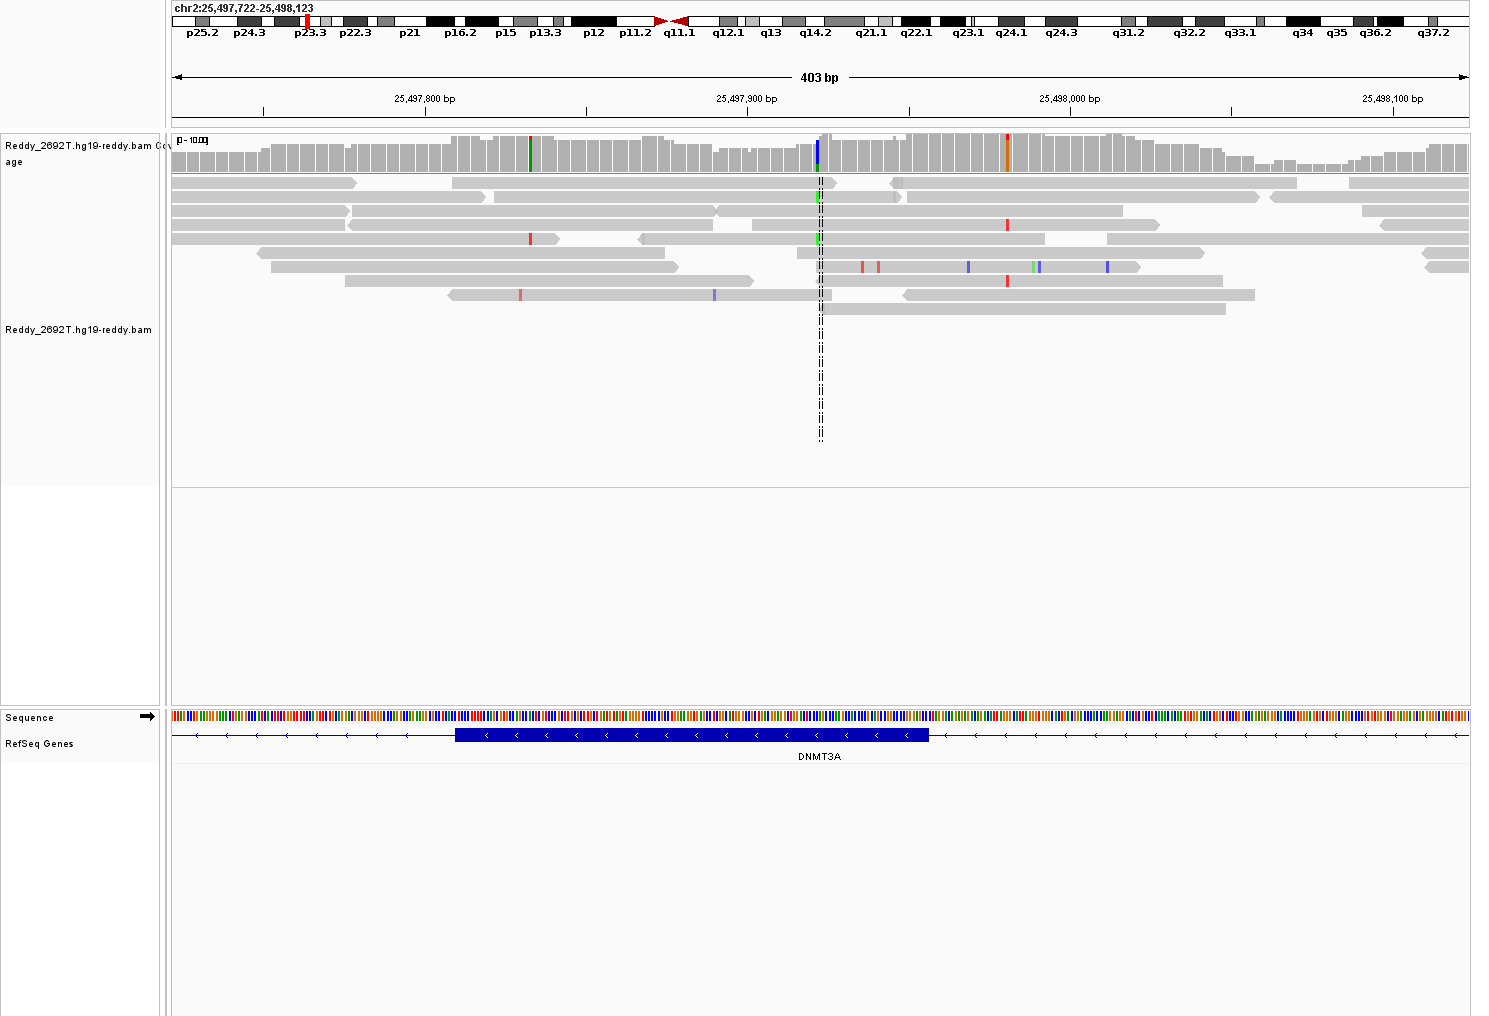 chr2:25,497,722-25,498,123
p25.2 p24.3 p23.3 p22.3 p21 p16.2 p15 p13.3 p12 p11.2 q11.1 q12.1 q13 q14.2 q21.1 q22.1 q23.1 q24.1 q24.3 q31.2 q32.2 q33.1 q34 q35 q36.2 q37.2
403 bp
25,497,800 bp 25,497,900 bp 25,498,000 bp 25,498,100 bp
[0 - 10.00]
Reddy_2692T.hg19-reddy.bam Cov
age
Reddy_2692T.hg19-reddy.bam
Sequence
RefSeq Genes
DNMT3A